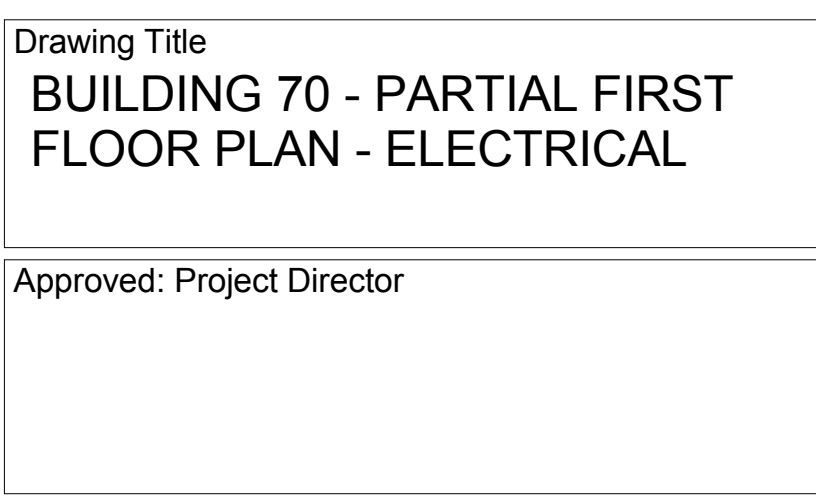 Drawing Title
BUILDING 70 - PARTIAL FIRST
FLOOR PLAN - ELECTRICAL
Approved: Project Director